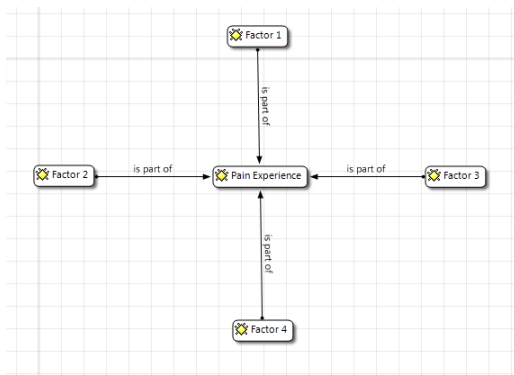 Factor 1
is part of
Factor 2
is part of
Pain Experience
is part of
Factor 3
is part of
Factor 4